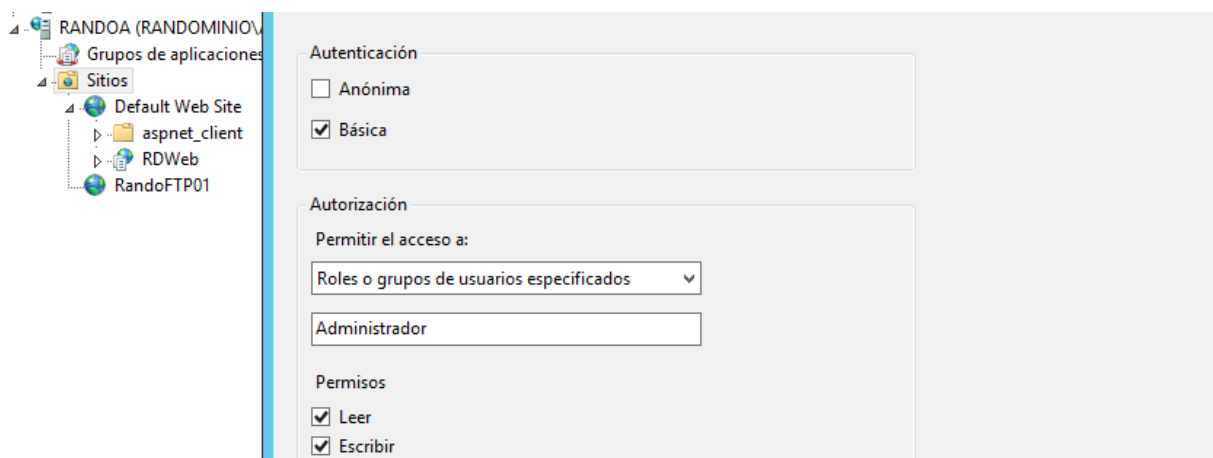 RANDOA (RANDOMINIO\
Grupos de aplicaciones
Sitios
Default Web Site
aspnet_client
RDWeb
RandoFTP01
Autenticación
Anónima
Básica
Autorización
Permitir el acceso a:
Roles o grupos de usuarios especificados
Administrador
Permisos
Leer
Escribir